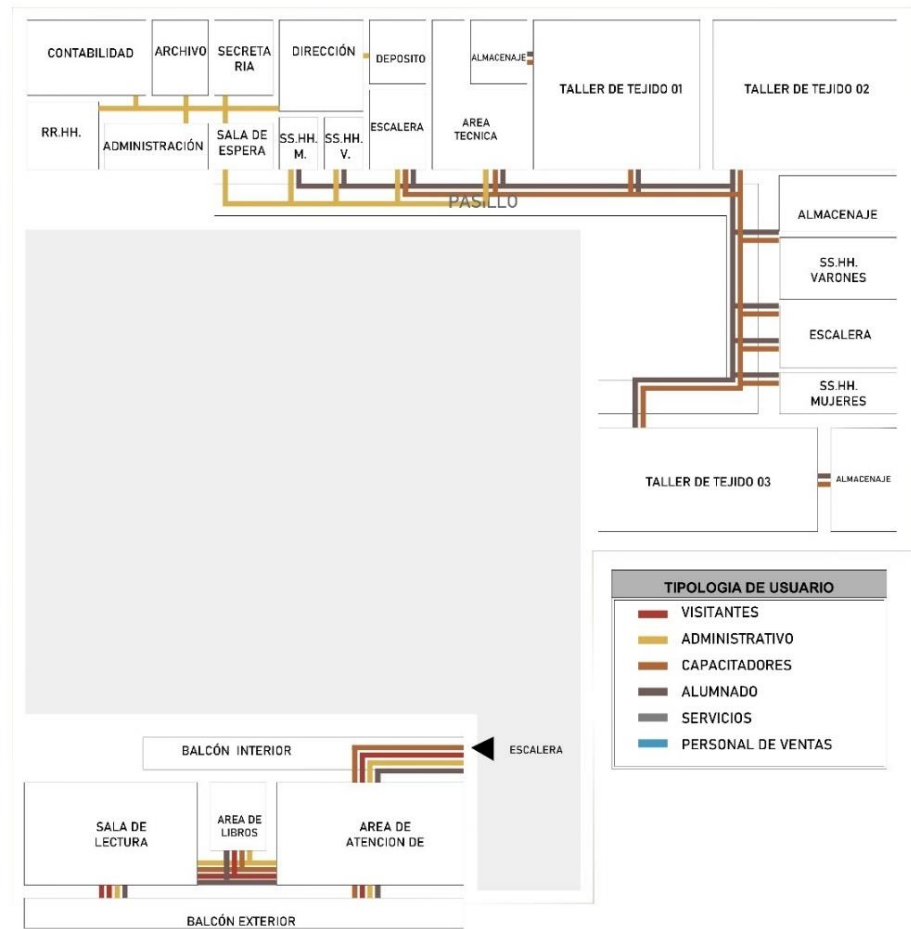 CONTABILIDAD
ARCHIVO
SECRETA
RIA
DIRECCIÓN
DEPOSITO
ALMACENAJE
TALLER DE TEJIDO 01
TALLER DE TEJIDO 02
RR.HH.
ADMINISTRACIÓN
SALA DE
ESPERA
SS.HH.
M.
SS.HH.
V.
ESCALERA
AREA
TECNICA
PASILLO
ALMACENAJE
SS.HH.
VARONES
ESCALERA
SS.HH.
MUJERES
TALLER DE TEJIDO 03
ALMACENAJE
TIPOLOGIA DE USUARIO
VISITANTES
ADMINISTRATIVO
CAPACITADORES
ALUMNADO
SERVICIOS
PERSONAL DE VENTAS
BALCÓN INTERIOR
ESCALERA
SALA DE
LECTURA
AREA DE
LIBROS
AREA DE
ATENCION DE
BALCÓN EXTERIOR